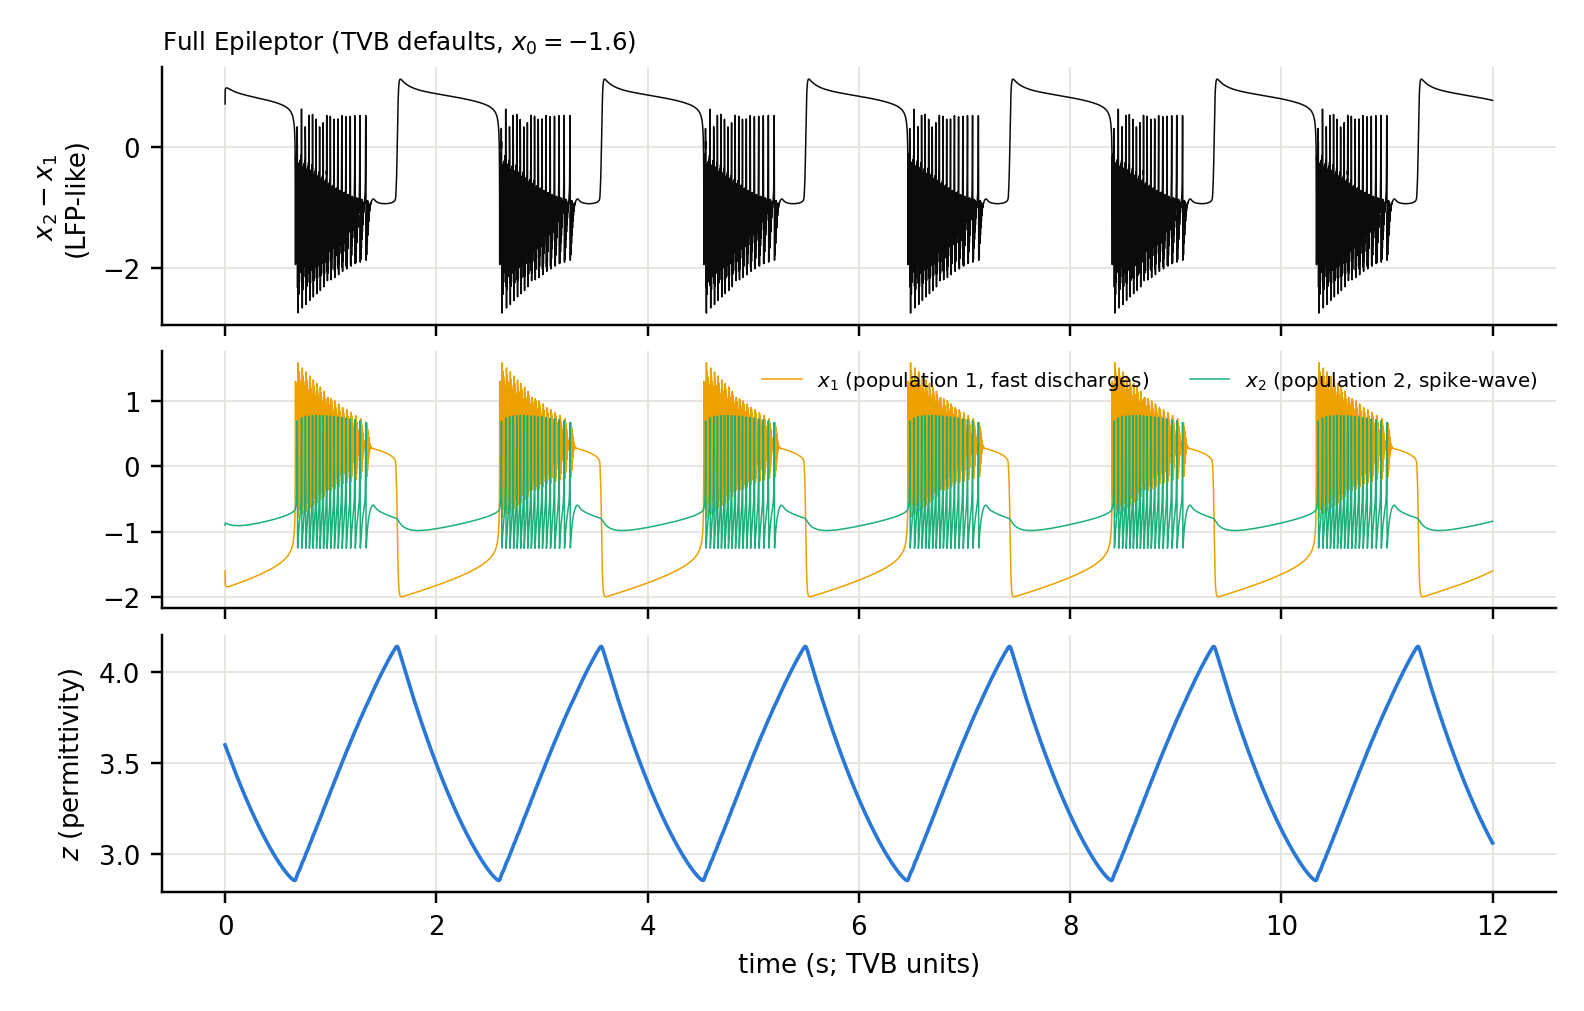 Full Epileptor (TVB defaults, x₀ = −1.6)
x₂ − x₁
(LFP-like)
0
−2
x₁ (population 1, fast discharges)
x₂ (population 2, spike-wave)
1
0
−1
−2
z (permittivity)
4.0
3.5
3.0
0 2 4 6 8 10 12
time (s; TVB units)